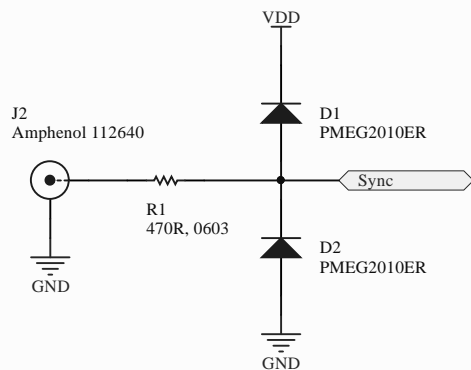 VDD
J2
Amphenol 112640
D1
PMEG2010ER
Sync
R1
470R, 0603
D2
PMEG2010ER
GND
GND